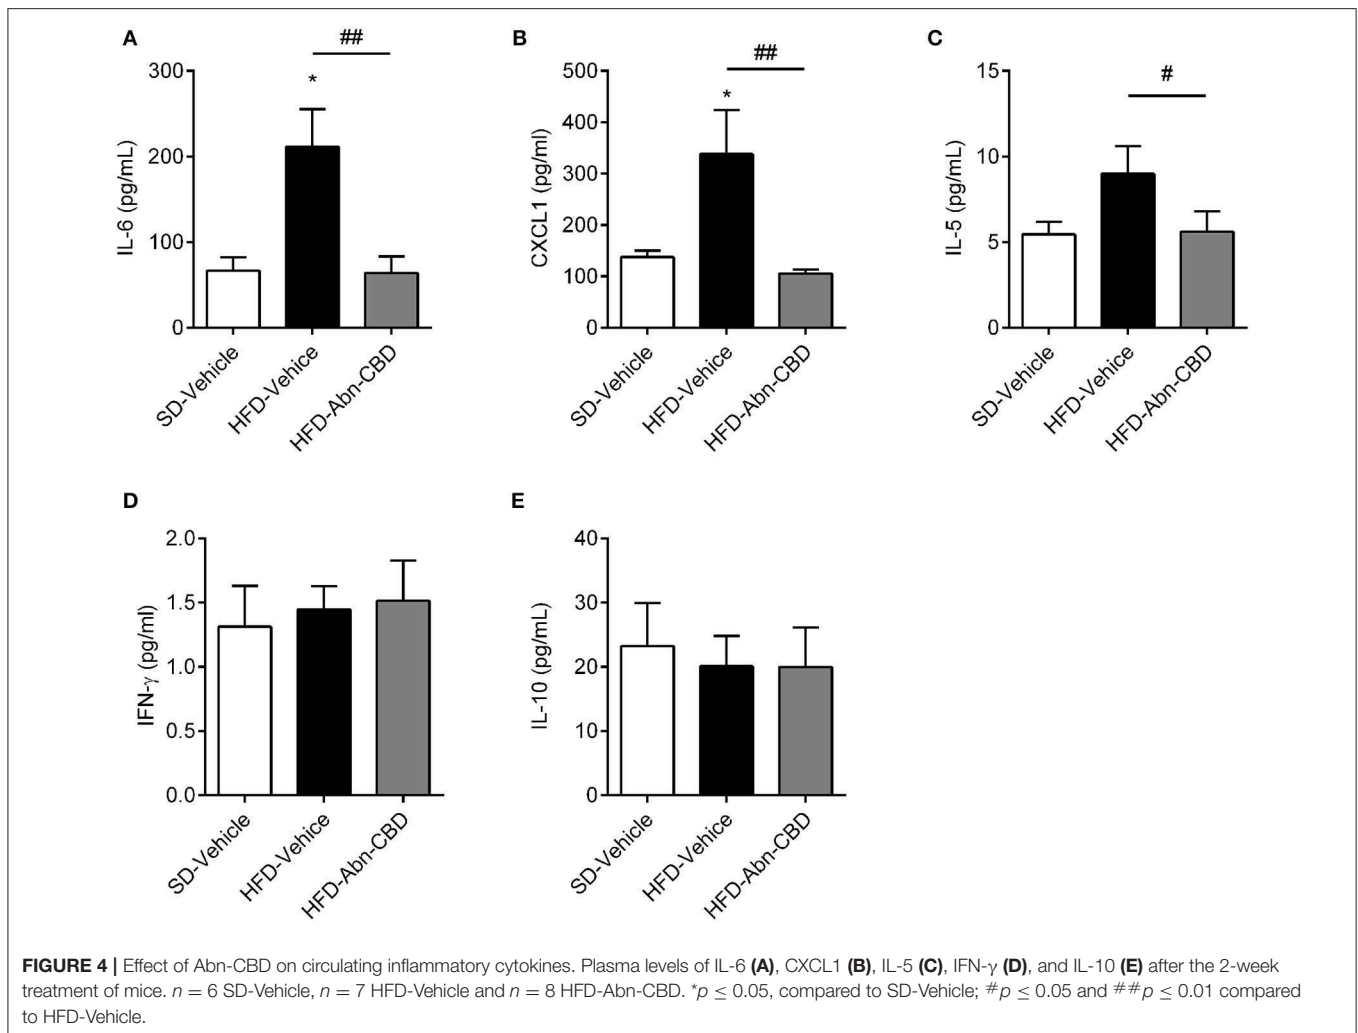 A
##
*
300
200
100
0
IL-6 (pg/mL)
SD-Vehicle
HFD-Vehice
HFD-Abn-CBD
B
##
*
500
400
300
200
100
0
CXCL1 (pg/ml)
SD-Vehicle
HFD-Vehice
HFD-Abn-CBD
C
#
15
10
5
0
IL-5 (pg/mL)
SD-Vehicle
HFD-Vehice
HFD-Abn-CBD
D
2.0
1.5
1.0
0.5
0.0
IFN-γ (pg/ml)
SD-Vehicle
HFD-Vehice
HFD-Abn-CBD
E
40
30
20
10
0
IL-10 (pg/mL)
SD-Vehicle
HFD-Vehice
HFD-Abn-CBD
FIGURE 4 | Effect of Abn-CBD on circulating inflammatory cytokines. Plasma levels of IL-6 (A), CXCL1 (B), IL-5 (C), IFN-γ (D), and IL-10 (E) after the 2-week
treatment of mice. n = 6 SD-Vehicle, n = 7 HFD-Vehicle and n = 8 HFD-Abn-CBD. *p ≤ 0.05, compared to SD-Vehicle; #p ≤ 0.05 and ##p ≤ 0.01 compared
to HFD-Vehicle.